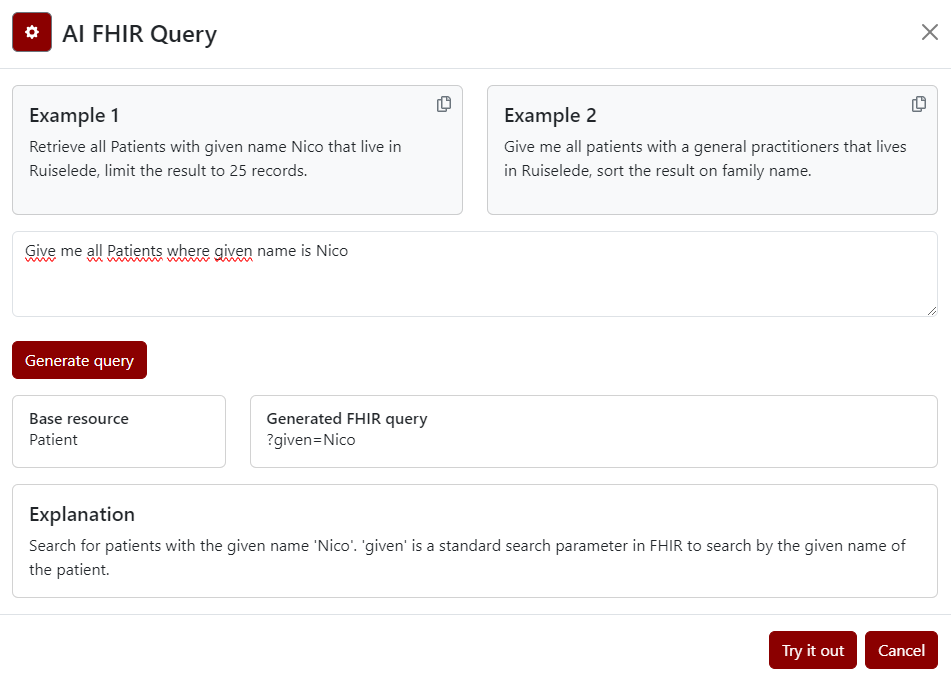 AI FHIR Query
Example 1
Retrieve all Patients with given name Nico that live in
Ruiselede, limit the result to 25 records.
Example 2
Give me all patients with a general practitioners that lives
in Ruiselede, sort the result on family name.
Give me all Patients where given name is Nico
Generate query
Base resource
Patient
Generated FHIR query
?given=Nico
Explanation
Search for patients with the given name 'Nico'. 'given' is a standard search parameter in FHIR to search by the given name of
the patient.
Try it out
Cancel